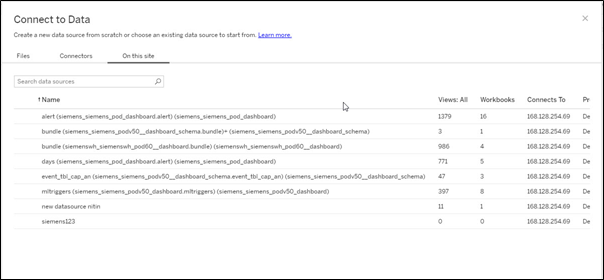 Connect to Data
Create a new data source from scratch or choose an existing data source to start from. Learn more.
Files Connectors On this site
Search data sources
↑Name Views: All Workbooks Connects To Pr
alert (siemens_siemens_pod_dashboard.alert) (siemens_siemens_pod_dashboard) 1379 16 168.128.254.69 De
bundle (siemens_siemens_podv50__dashboard_schema.bundle)+ (siemens_siemens_podv50__dashboard_schema) 3 1 168.128.254.69 De
bundle (siemenswh_siemenswh_pod60__dashboard.bundle) (siemenswh_siemenswh_pod60__dashboard) 986 4 168.128.254.69 De
days (siemens_siemens_pod_dashboard.alert) (siemens_siemens_pod_dashboard) 771 5 168.128.254.69 De
event_tbl_cap_an (siemens_siemens_podv50__dashboard_schema.event_tbl_cap_an) (siemens_siemens_podv50__dashboard_schema) 47 3 168.128.254.69 De
mitriggers (siemens_siemens_podv50_dashboard.mitriggers) (siemens_siemens_podv50_dashboard) 397 8 168.128.254.69 De
new datasource nitin 11 1 168.128.254.69 De
siemens123 0 0 168.128.254.69 De